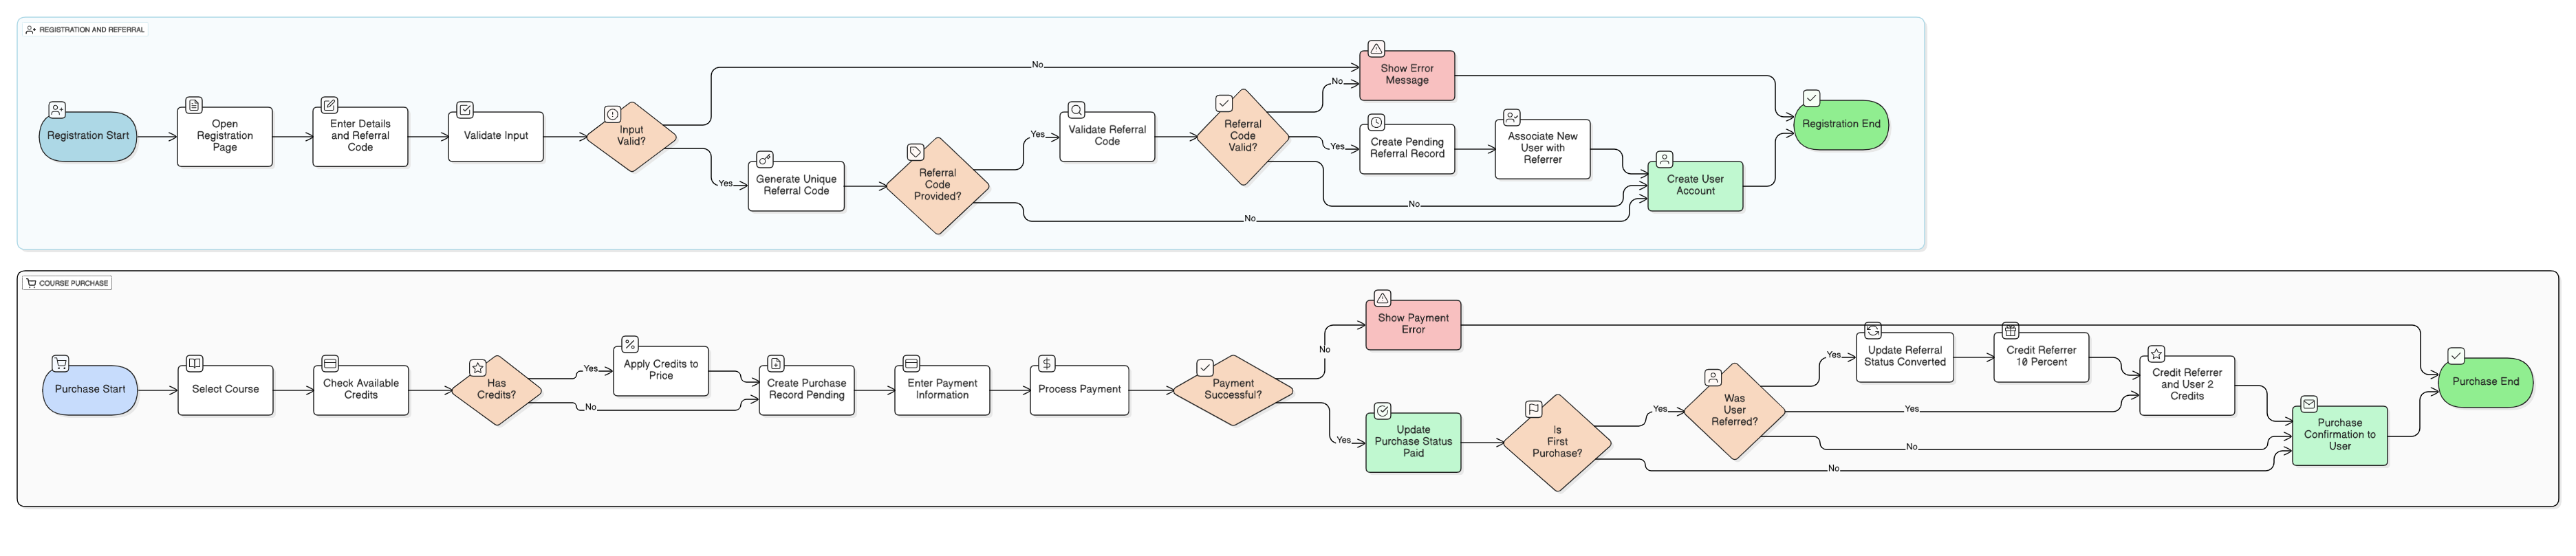 REGISTRATION AND REFERRAL
Registration Start
Open
Registration
Page
Enter Details
and Referral
Code
Validate Input
Input
Valid?
No
Yes
Generate Unique
Referral Code
Referral
Code
Provided?
Yes
No
Validate Referral
Code
Referral
Code
Valid?
No
Yes
No
Show Error
Message
Create Pending
Referral Record
Associate New
User with
Referrer
Create User
Account
Registration End
COURSE PURCHASE
Purchase Start
Select Course
Check Available
Credits
Has
Credits?
Yes
No
Apply Credits to
Price
Create Purchase
Record Pending
Enter Payment
Information
Process Payment
Payment
Successful?
No
Yes
Show Payment
Error
Update
Purchase Status
Paid
Is
First
Purchase?
Yes
No
Was
User
Referred?
Yes
Yes
No
Update Referral
Status Converted
Credit Referrer
10 Percent
Credit Referrer
and User 2
Credits
Purchase
Confirmation to
User
Purchase End